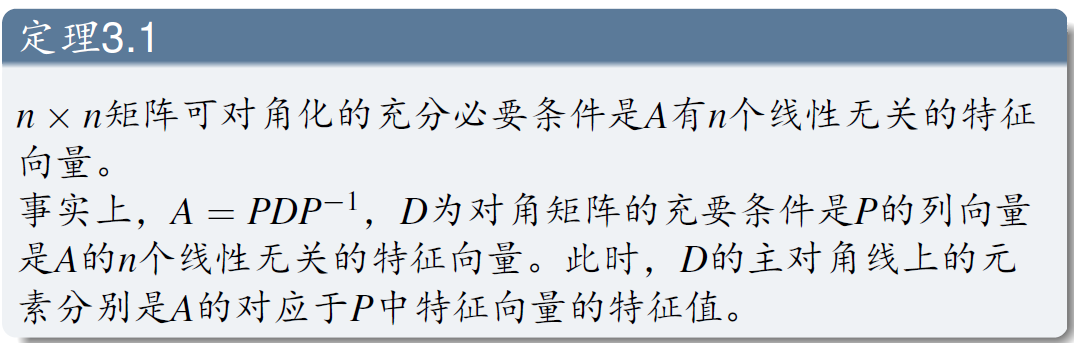 定理3.1
n × n矩阵可对角化的充分必要条件是A有n个线性无关的特征
向量。
事实上，A = PDP⁻¹，D为对角矩阵的充要条件是P的列向量
是A的n个线性无关的特征向量。此时，D的主对角线上的元
素分别是A的对应于P中特征向量的特征值。